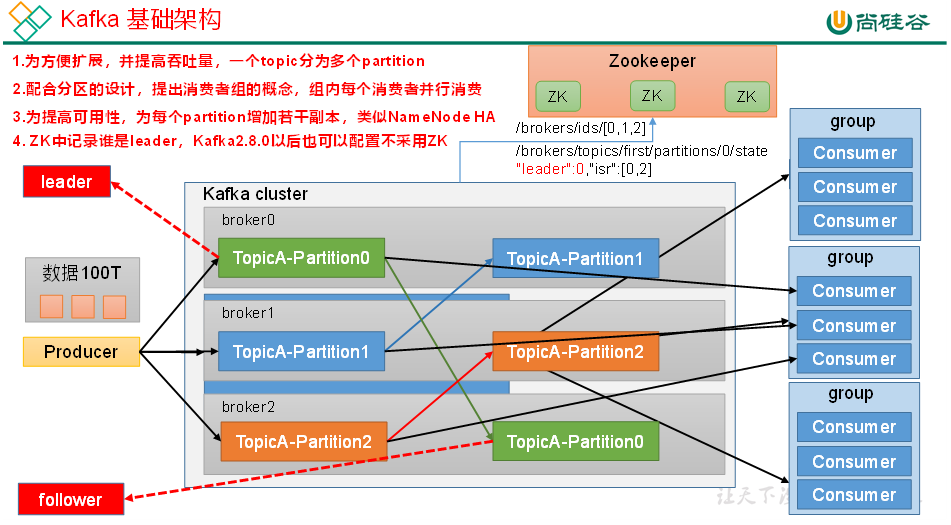 Kafka 基础架构
尚硅谷
1.为方便扩展，并提高吞吐量，一个topic分为多个partition
2.配合分区的设计，提出消费者组的概念，组内每个消费者并行消费
3.为提高可用性，为每个partition增加若干副本，类似NameNode HA
4. ZK中记录谁是leader，Kafka2.8.0以后也可以配置不采用ZK
Zookeeper
ZK
ZK
ZK
/brokers/ids/[0,1,2]
/brokers/topics/first/partitions/0/state
"leader":0,"isr":[0,2]
leader
数据100T
Producer
follower
Kafka cluster
broker0
TopicA-Partition0
TopicA-Partition1
broker1
TopicA-Partition1
TopicA-Partition2
broker2
TopicA-Partition2
TopicA-Partition0
group
Consumer
Consumer
Consumer
group
Consumer
Consumer
Consumer
group
Consumer
Consumer
Consumer
让天下